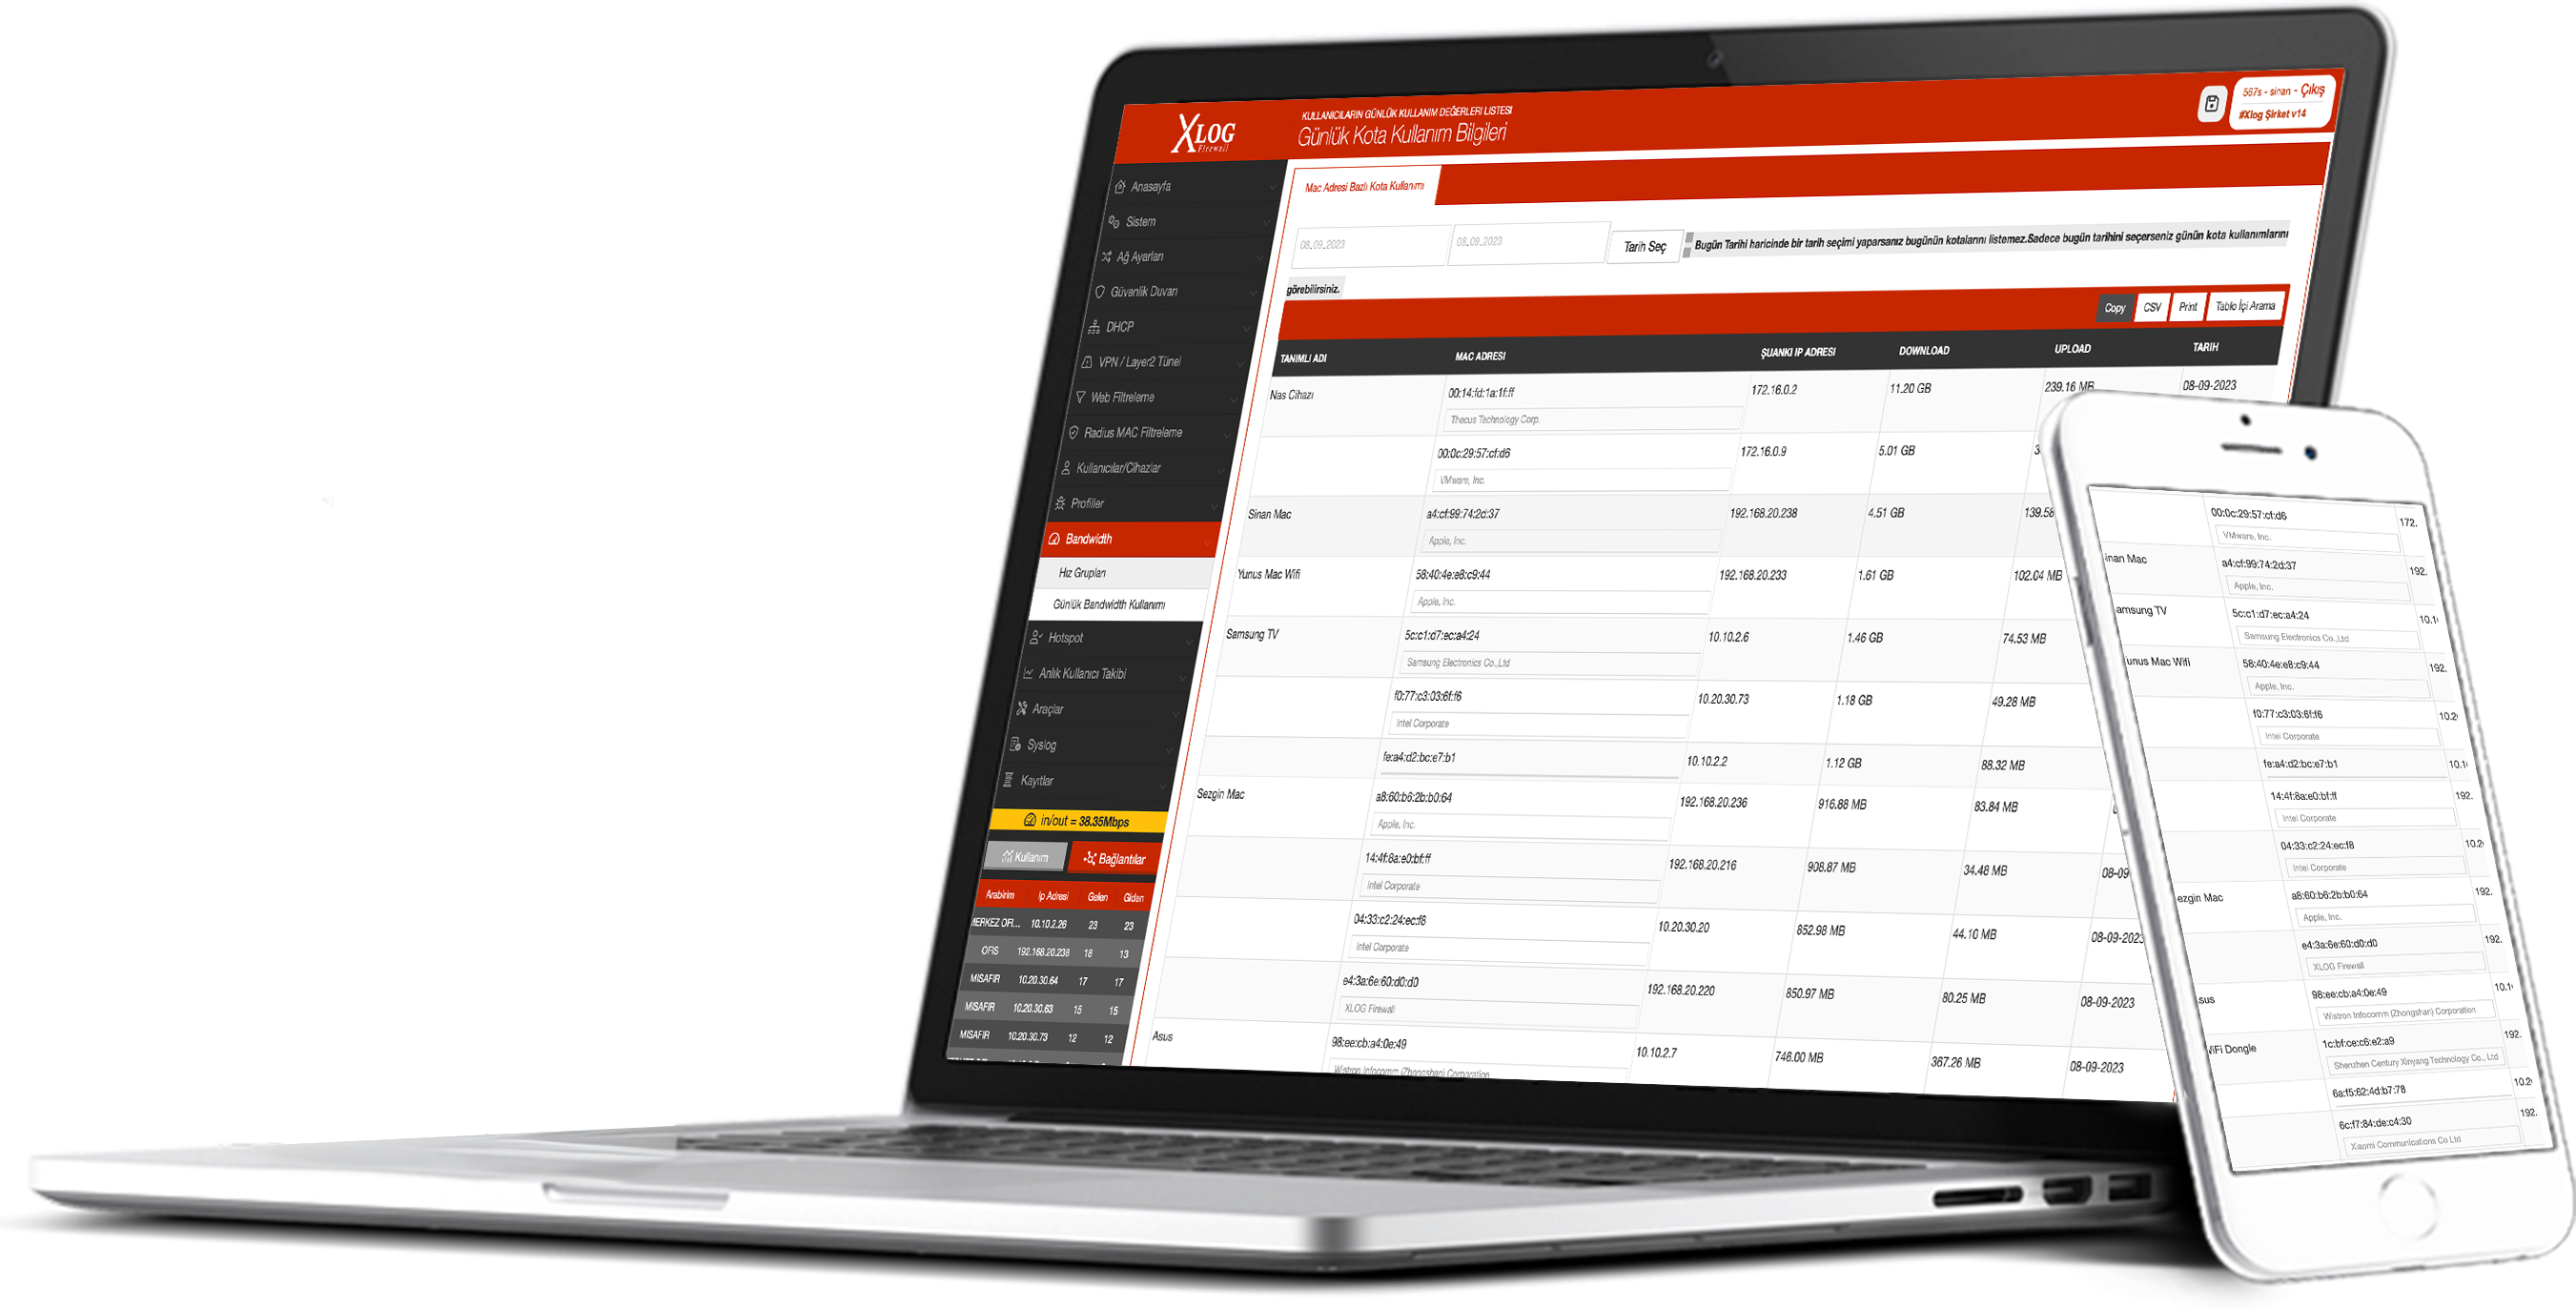 XLOG
Firewall
KULLANICILARIN GÜNLÜK KULLANIM DEĞERLERİ LİSTESİ
Günlük Kota Kullanım Bilgileri
567s - sinan - Çıkış
#Xlog Şirket v14
Anasayfa
Sistem
Ağ Ayarları
Güvenlik Duvarı
DHCP
VPN / Layer2 Tünel
Web Filtreleme
Radius MAC Filtreleme
Kullanıcılar/Cihazlar
Profiller
Bandwidth
Hız Grupları
Günlük Bandwidth Kullanımı
Hotspot
Anlık Kullanıcı Takibi
Araçlar
Syslog
Kayıtlar
in/out = 38.35Mbps
Kullanım Bağlantılar
Arabirim Ip Adresi Gelen Giden
MERKEZ OFI... 10.10.2.26 23 23
OFIS 192.168.20.238 18 13
MISAFIR 10.20.30.64 17 17
MISAFIR 10.20.30.63 15 15
MISAFIR 10.20.30.73 12 12
Mac Adresi Bazlı Kota Kullanımı
08.09.2023 08.09.2023 Tarih Seç Bugün Tarihi haricinde bir tarih seçimi yaparsanız bugünün kotalarını listemez.Sadece bugün tarihini seçerseniz günün kota kullanımlarını
görebilirsiniz.
Copy CSV Print Tablo İçi Arama
TANIMLI ADI MAC ADRESI ŞUANKI IP ADRESI DOWNLOAD UPLOAD TARIH
Nas Cihazı 00:14:fd:1a:1f:ff 172.16.0.2 11.20 GB 239.16 MB 08-09-2023
Thecus Technology Corp.
00:0c:29:57:cf:d6 172.16.0.9 5.01 GB 3
VMware, Inc.
Sinan Mac a4:cf:99:74:2d:37 192.168.20.238 4.51 GB 139.58
Apple, Inc.
Yunus Mac Wifi 58:40:4e:e8:c9:44 192.168.20.233 1.61 GB 102.04 MB
Apple, Inc.
Samsung TV 5c:c1:d7:ec:a4:24 10.10.2.6 1.46 GB 74.53 MB
Samsung Electronics Co.,Ltd
f0:77:c3:03:6f:f6 10.20.30.73 1.18 GB 49.28 MB
Intel Corporate
fe:a4:d2:bc:e7:b1 10.10.2.2 1.12 GB 88.32 MB
Sezgin Mac a8:60:b6:2b:b0:64 192.168.20.236 916.88 MB 83.84 MB
Apple, Inc.
14:4f:8a:e0:bf:ff 192.168.20.216 908.87 MB 34.48 MB 08-09
Intel Corporate
04:33:c2:24:ec:f8 10.20.30.20 852.98 MB 44.10 MB 08-09-2023
Intel Corporate
e4:3a:6e:60:d0:d0 192.168.20.220 850.97 MB 80.25 MB 08-09-2023
XLOG Firewall
Asus 98:ee:cb:a4:0e:49 10.10.2.7 746.00 MB 367.26 MB 08-09-2023
Wistron Infocomm (Zhongshan) Corporation
00:0c:29:57:cf:d6 172.
VMware, Inc.
inan Mac a4:cf:99:74:2d:37 192.
Apple, Inc.
amsung TV 5c:c1:d7:ec:a4:24 10.1
Samsung Electronics Co.,Ltd
unus Mac Wifi 58:40:4e:e8:c9:44 192.
Apple, Inc.
f0:77:c3:03:6f:f6 10.2
Intel Corporate
fe:a4:d2:bc:e7:b1 10.1
14:4f:8a:e0:bf:ff 192.
Intel Corporate
04:33:c2:24:ec:f8 10.2
Intel Corporate
ezgin Mac a8:60:b6:2b:b0:64 192.
Apple, Inc.
e4:3a:6e:60:d0:d0 192.
XLOG Firewall
sus 98:ee:cb:a4:0e:49 10.1
Wistron Infocomm (Zhongshan) Corporation
WiFi Dongle 1c:bf:ce:c6:e2:a9 192.
Shenzhen Century Xinyang Technology Co., Ltd
6a:f5:62:4d:b7:78 10.2
6c:f7:84:de:c4:30 192.
Xiaomi Communications Co Ltd